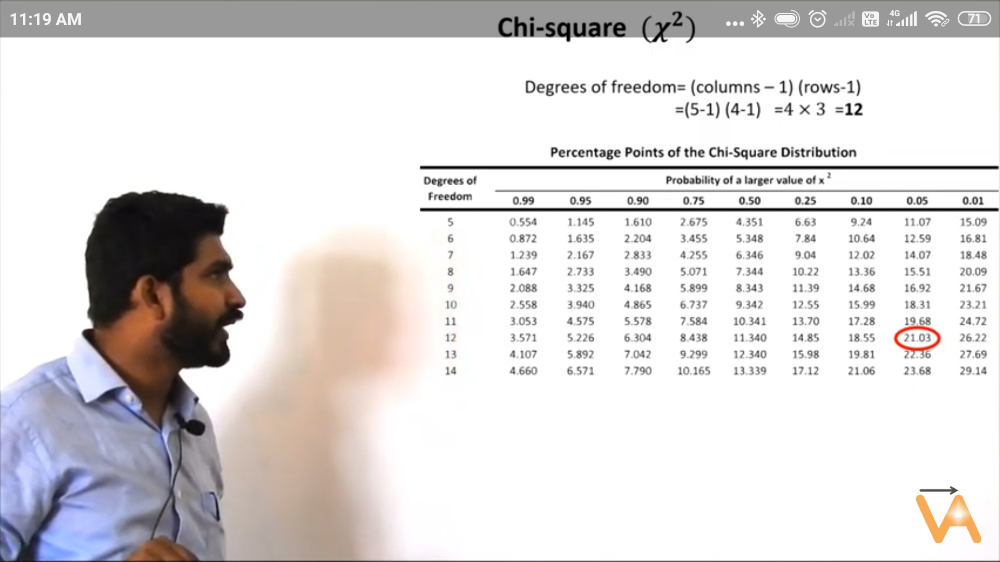 11:19 AM
Vo LTE 4G 71
Chi-square (χ²)
Degrees of freedom= (columns – 1) (rows-1)
=(5-1) (4-1) =4 × 3 =12
Percentage Points of the Chi-Square Distribution
Degrees of Freedom
Probability of a larger value of x ²
0.99 0.95 0.90 0.75 0.50 0.25 0.10 0.05 0.01
5 0.554 1.145 1.610 2.675 4.351 6.63 9.24 11.07 15.09
6 0.872 1.635 2.204 3.455 5.348 7.84 10.64 12.59 16.81
7 1.239 2.167 2.833 4.255 6.346 9.04 12.02 14.07 18.48
8 1.647 2.733 3.490 5.071 7.344 10.22 13.36 15.51 20.09
9 2.088 3.325 4.168 5.899 8.343 11.39 14.68 16.92 21.67
10 2.558 3.940 4.865 6.737 9.342 12.55 15.99 18.31 23.21
11 3.053 4.575 5.578 7.584 10.341 13.70 17.28 19.68 24.72
12 3.571 5.226 6.304 8.438 11.340 14.85 18.55 21.03 26.22
13 4.107 5.892 7.042 9.299 12.340 15.98 19.81 22.36 27.69
14 4.660 6.571 7.790 10.165 13.339 17.12 21.06 23.68 29.14
VA